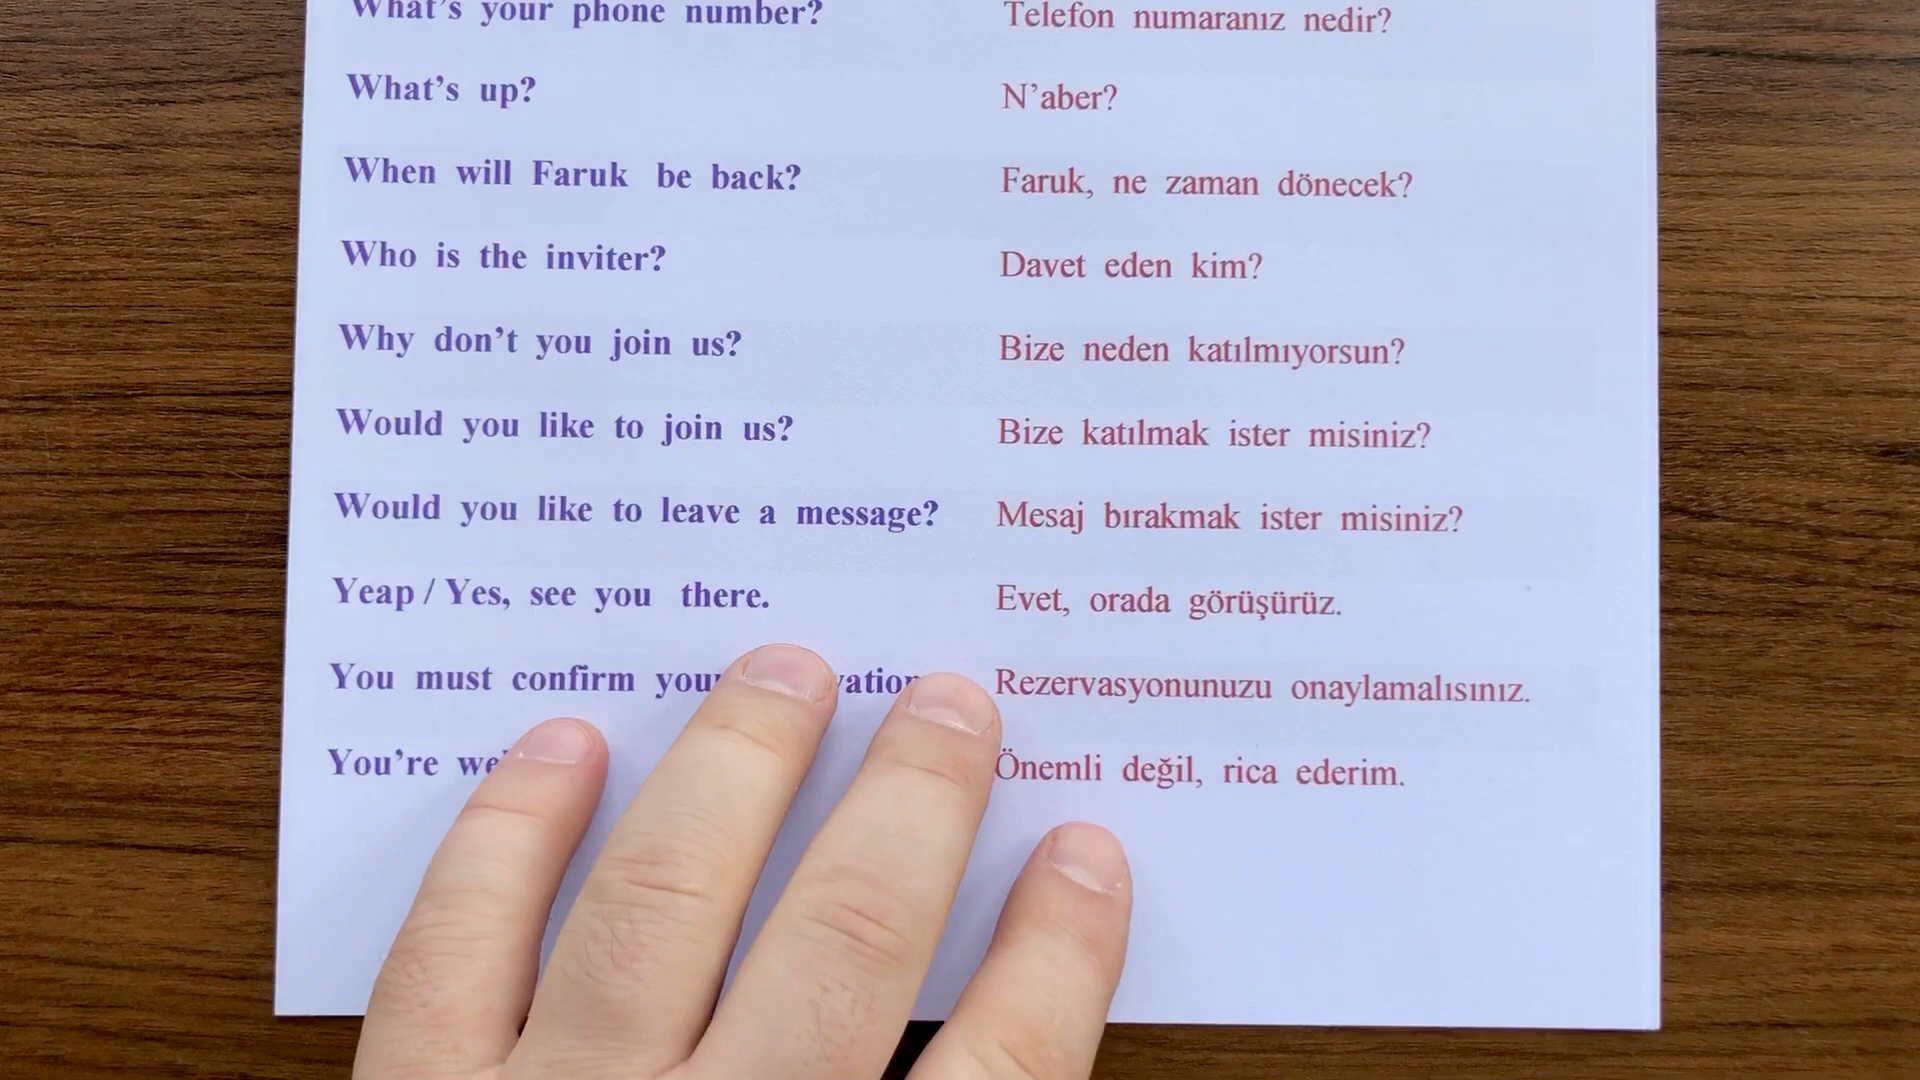 What's your phone number? Telefon numaranız nedir?
What's up? N'aber?
When will Faruk be back? Faruk, ne zaman dönecek?
Who is the inviter? Davet eden kim?
Why don't you join us? Bize neden katılmıyorsun?
Would you like to join us? Bize katılmak ister misiniz?
Would you like to leave a message? Mesaj bırakmak ister misiniz?
Yeap / Yes, see you there. Evet, orada görüşürüz.
You must confirm Rezervasyonunuzu onaylamalısınız.
You're Önemli değil, rica ederim.